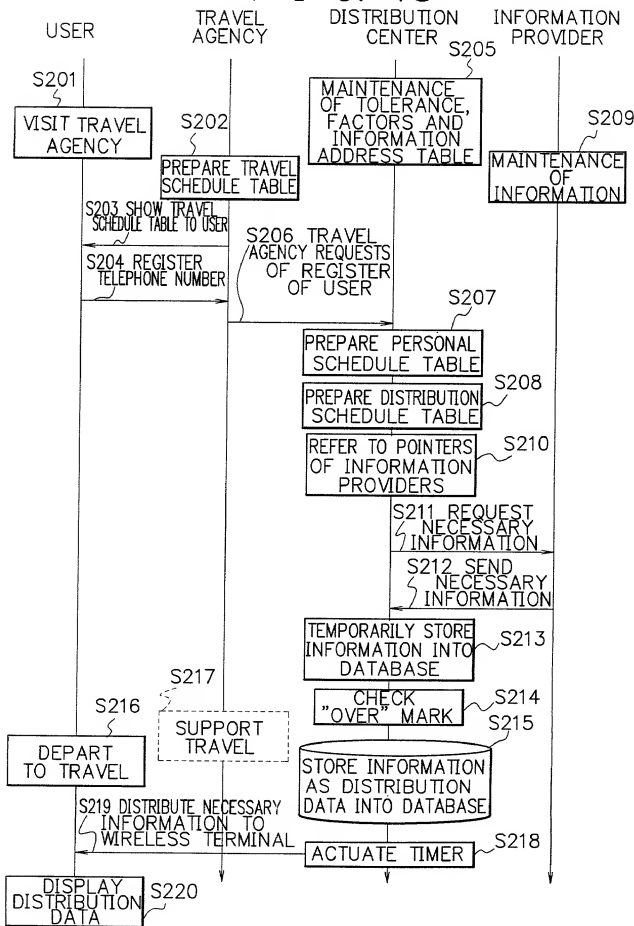 USER
TRAVEL
AGENCY
DISTRIBUTION
CENTER
INFORMATION
PROVIDER
S201
VISIT TRAVEL
AGENCY
S202
PREPARE TRAVEL
SCHEDULE TABLE
S205
MAINTENANCE
OF TOLERANCE,
FACTORS AND
INFORMATION
ADDRESS TABLE
S209
MAINTENANCE
OF
INFORMATION
S203 SHOW TRAVEL
SCHEDULE TABLE TO USER
S204 REGISTER
TELEPHONE NUMBER
S206 TRAVEL
AGENCY REQUESTS
OF REGISTER
OF USER
S207
PREPARE PERSONAL
SCHEDULE TABLE
S208
PREPARE DISTRIBUTION
SCHEDULE TABLE
S210
REFER TO POINTERS
OF INFORMATION
PROVIDERS
S211 REQUEST
NECESSARY
INFORMATION
S212 SEND
NECESSARY
INFORMATION
TEMPORARILY STORE
INFORMATION INTO
DATABASE
S213
CHECK
"OVER" MARK
S214
S215
STORE INFORMATION
AS DISTRIBUTION
DATA INTO DATABASE
S217
SUPPORT
TRAVEL
S216
DEPART
TO TRAVEL
S219 DISTRIBUTE NECESSARY
INFORMATION TO
WIRELESS TERMINAL
ACTUATE TIMER
S218
DISPLAY
DISTRIBUTION
DATA
S220